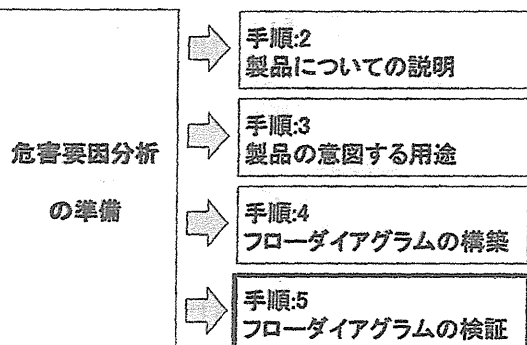 危害要因分析
の準備
手順:2
製品についての説明
手順:3
製品の意図する用途
手順:4
フローダイアグラムの構築
手順:5
フローダイアグラムの検証